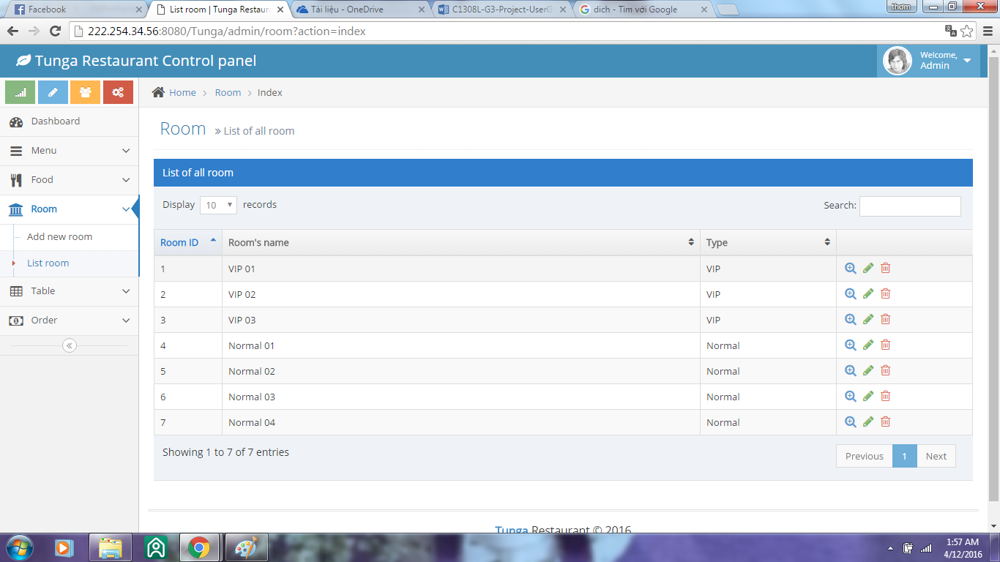 Facebook
List room | Tunga Restaur
Tài liệu - OneDrive
C1308L-G3-Project-UserG
dich - Tìm với Google
thom
222.254.34.56:8080/Tunga/admin/room?action=index
Tunga Restaurant Control panel
Welcome,
Admin
Home > Room > Index
Dashboard
Menu
Food
Room
Add new room
List room
Table
Order
Room » List of all room
List of all room
Display 10 records
Search:
Room ID Room's name Type
1 VIP 01 VIP
2 VIP 02 VIP
3 VIP 03 VIP
4 Normal 01 Normal
5 Normal 02 Normal
6 Normal 03 Normal
7 Normal 04 Normal
Showing 1 to 7 of 7 entries
Previous 1 Next
Tunga Restaurant © 2016
1:57 AM
4/12/2016